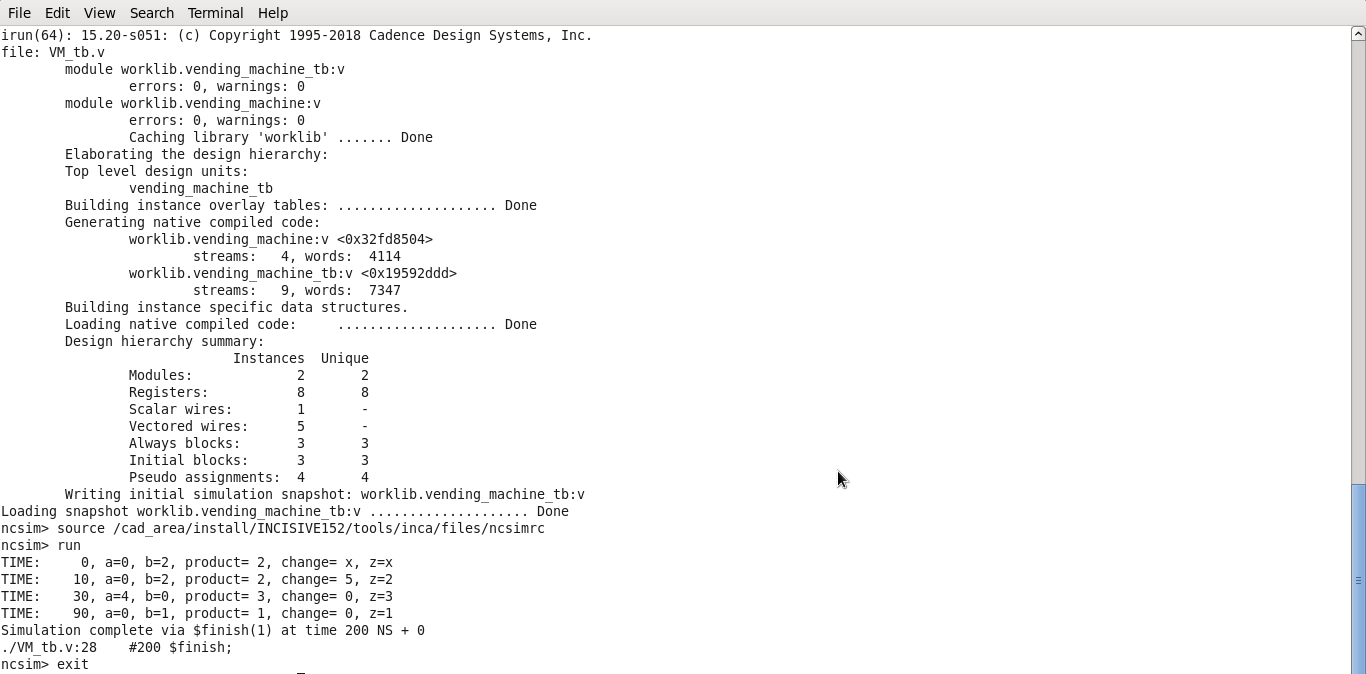 File Edit View Search Terminal Help
irun(64): 15.20-s051: (c) Copyright 1995-2018 Cadence Design Systems, Inc.
file: VM_tb.v
        module worklib.vending_machine_tb:v
                errors: 0, warnings: 0
        module worklib.vending_machine:v
                errors: 0, warnings: 0
                Caching library 'worklib' ....... Done
        Elaborating the design hierarchy:
        Top level design units:
                vending_machine_tb
        Building instance overlay tables: .................... Done
        Generating native compiled code:
                worklib.vending_machine:v <0x32fd8504>
                        streams:   4, words:  4114
                worklib.vending_machine_tb:v <0x19592ddd>
                        streams:   9, words:  7347
        Building instance specific data structures.
        Loading native compiled code:     .................... Done
        Design hierarchy summary:
                             Instances  Unique
                Modules:             2       2
                Registers:           8       8
                Scalar wires:        1       -
                Vectored wires:      5       -
                Always blocks:       3       3
                Initial blocks:      3       3
                Pseudo assignments:  4       4
        Writing initial simulation snapshot: worklib.vending_machine_tb:v
Loading snapshot worklib.vending_machine_tb:v .................... Done
ncsim> source /cad_area/install/INCISIVE152/tools/inca/files/ncsimrc
ncsim> run
TIME:     0, a=0, b=2, product= 2, change= x, z=x
TIME:    10, a=0, b=2, product= 2, change= 5, z=2
TIME:    30, a=4, b=0, product= 3, change= 0, z=3
TIME:    90, a=0, b=1, product= 1, change= 0, z=1
Simulation complete via $finish(1) at time 200 NS + 0
./VM_tb.v:28    #200 $finish;
ncsim> exit